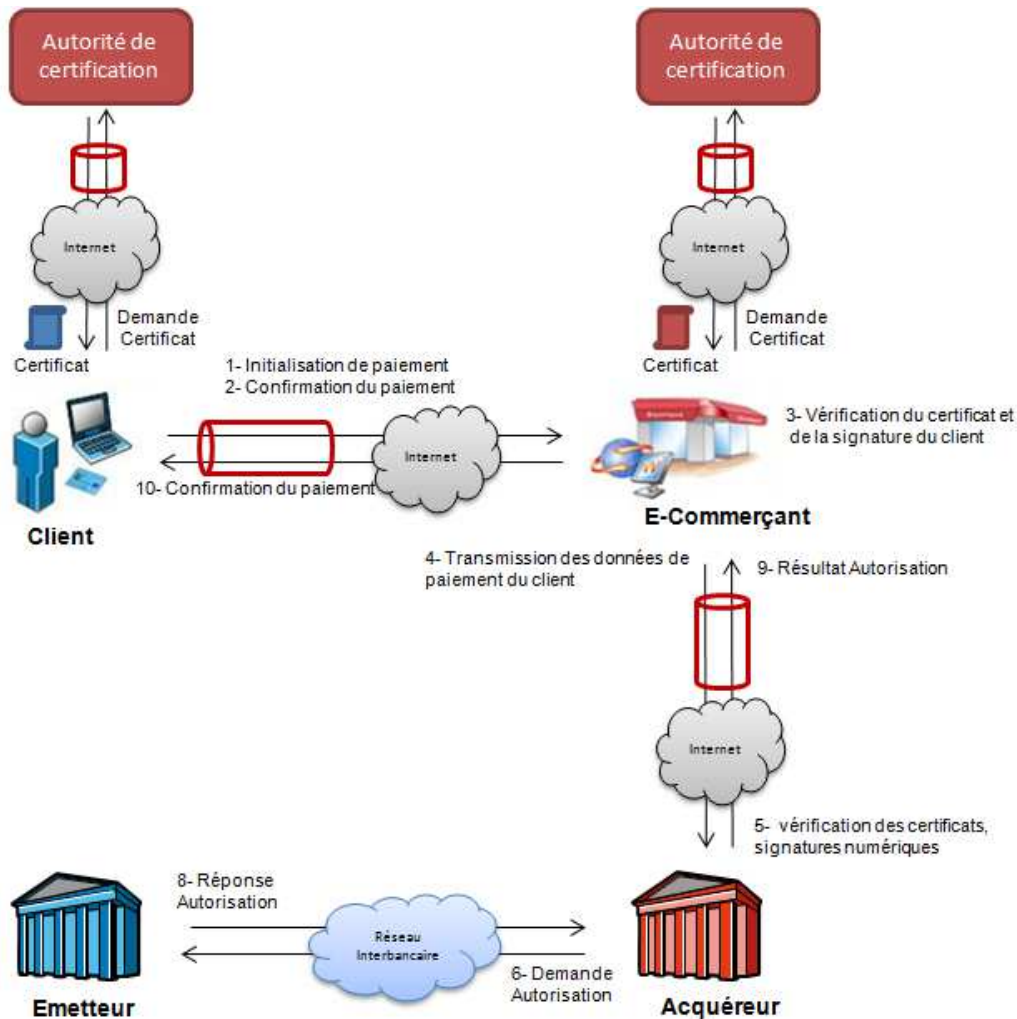 Autorité de
certification
Autorité de
certification
Internet
Internet
Demande
Certificat
Certificat
Demande
Certificat
Certificat
1- Initialisation de paiement
2- Confirmation du paiement
Internet
10- Confirmation du paiement
3- Vérification du certificat et
de la signature du client
Client
E-Commerçant
4- Transmission des données de
paiement du client
9- Résultat Autorisation
Internet
5- vérification des certificats,
signatures numériques
8- Réponse
Autorisation
Réseau
Interbancaire
6- Demande
Autorisation
Emetteur
Acquéreur